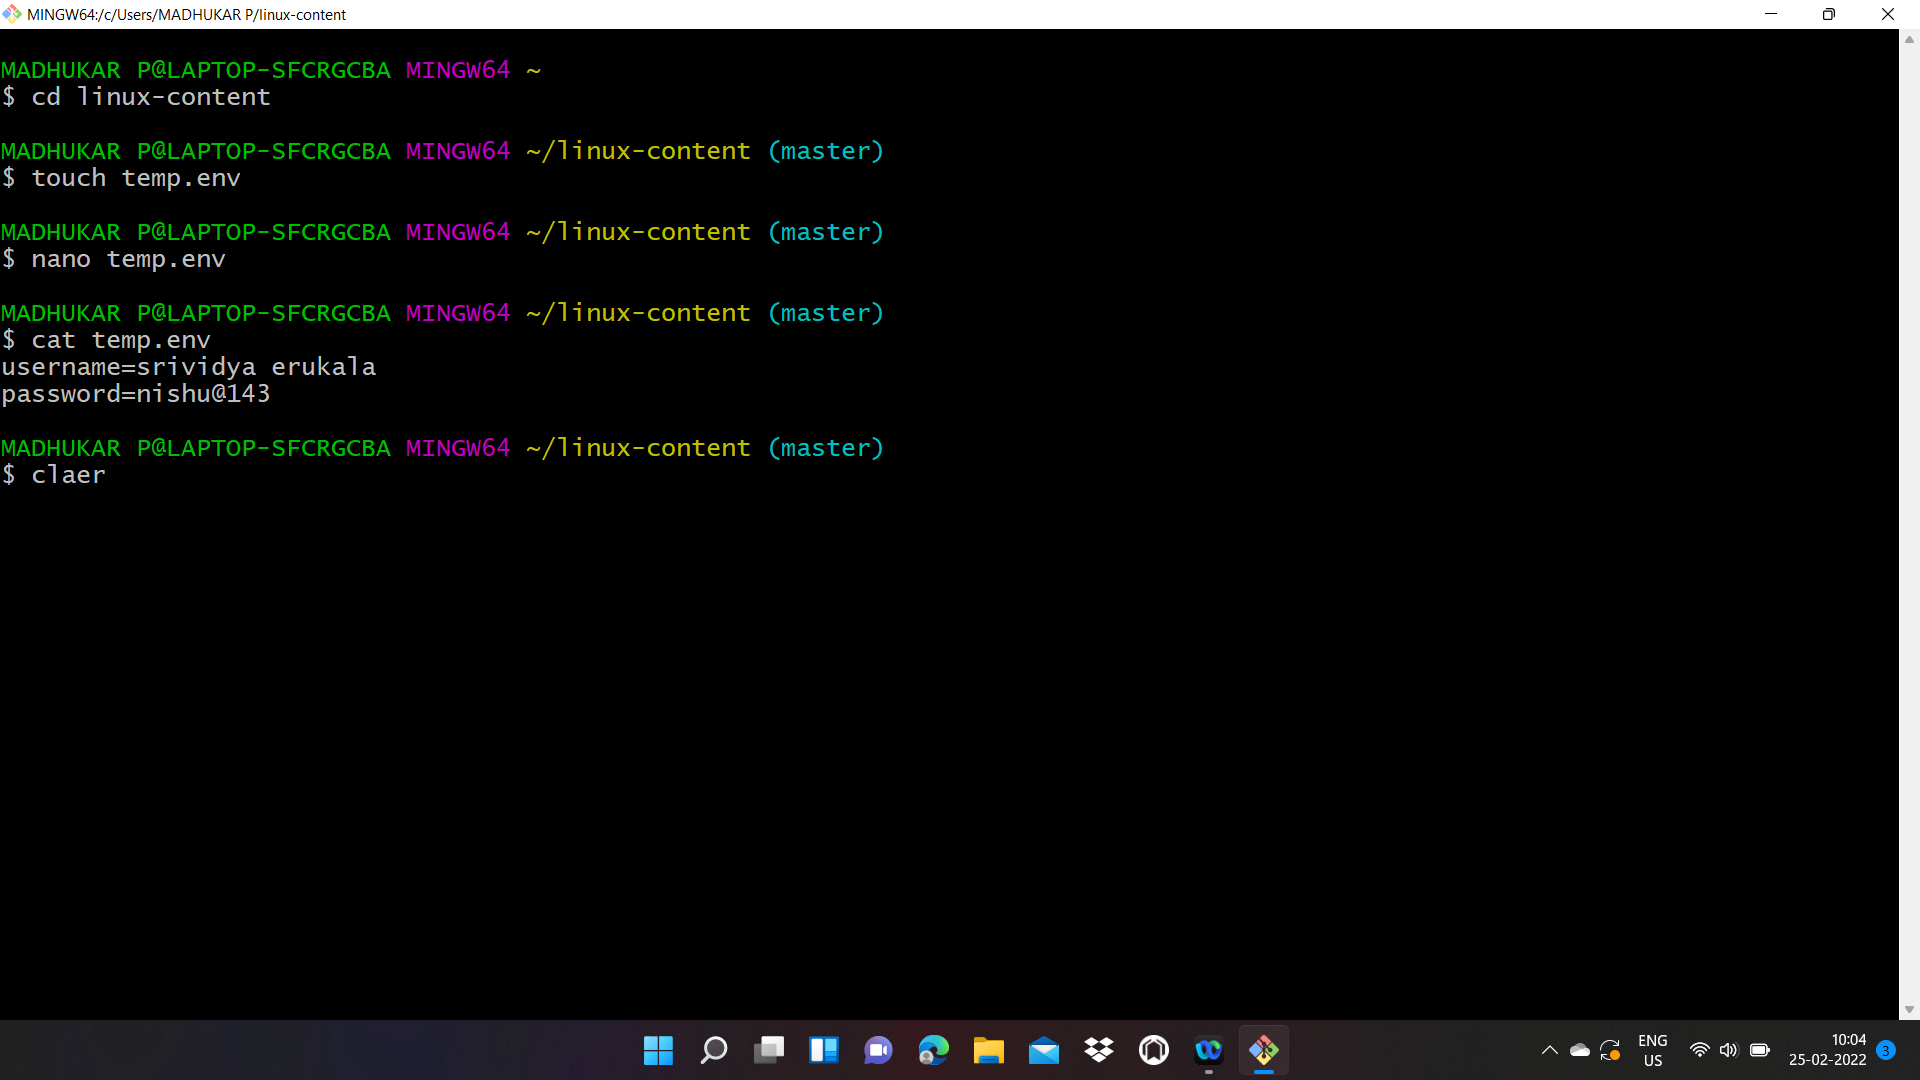 MINGW64:/c/Users/MADHUKAR P/linux-content
MADHUKAR P@LAPTOP-SFCRGCBA MINGW64 ~
$ cd linux-content
MADHUKAR P@LAPTOP-SFCRGCBA MINGW64 ~/linux-content (master)
$ touch temp.env
MADHUKAR P@LAPTOP-SFCRGCBA MINGW64 ~/linux-content (master)
$ nano temp.env
MADHUKAR P@LAPTOP-SFCRGCBA MINGW64 ~/linux-content (master)
$ cat temp.env
username=srividya erukala
password=nishu@143
MADHUKAR P@LAPTOP-SFCRGCBA MINGW64 ~/linux-content (master)
$ claer
ENG
US
10:04
25-02-2022
3